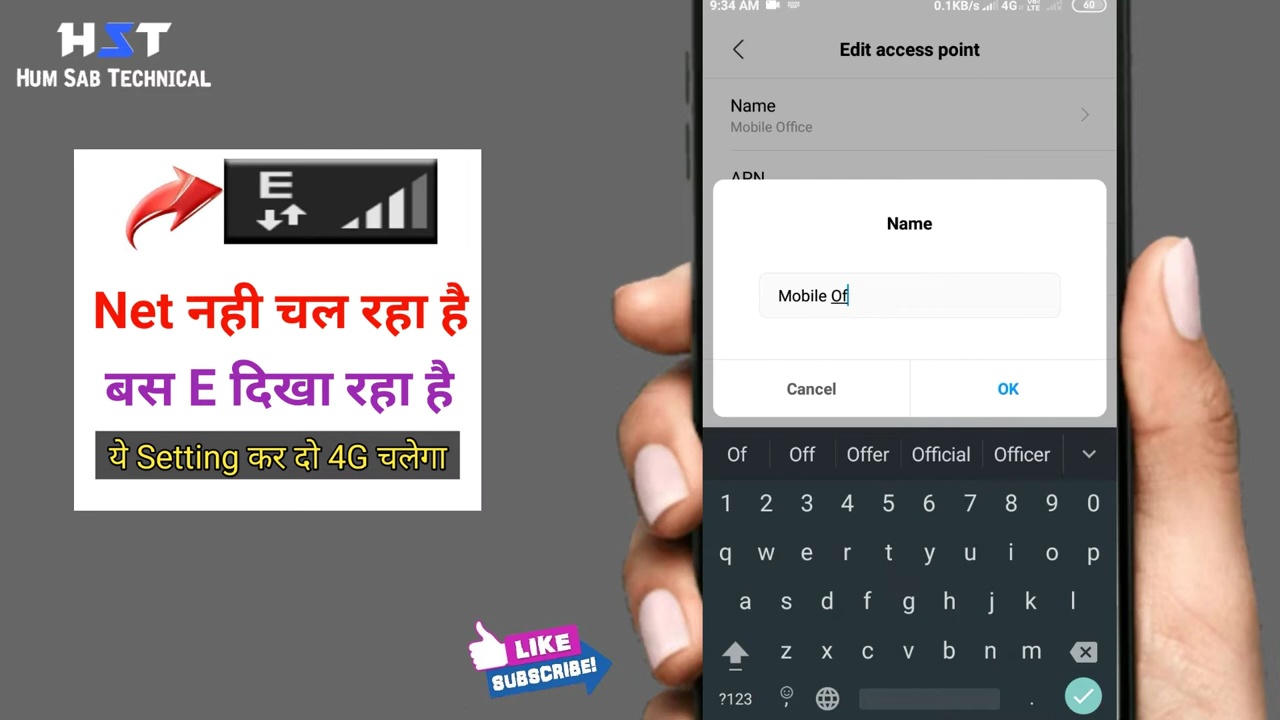 HST
HUM SAB TECHNICAL
E
Net नही चल रहा है
बस E दिखा रहा है
ये Setting कर दो 4G चलेगा
LIKE
SUBSCRIBE!
9:34 AM 0.1KB/s 4G VoLTE 60
Edit access point
Name
Mobile Office
APN
Name
Mobile Of
Cancel OK
Of Off Offer Official Officer
1 2 3 4 5 6 7 8 9 0
q w e r t y u i o p
a s d f g h j k l
z x c v b n m
?123 , .